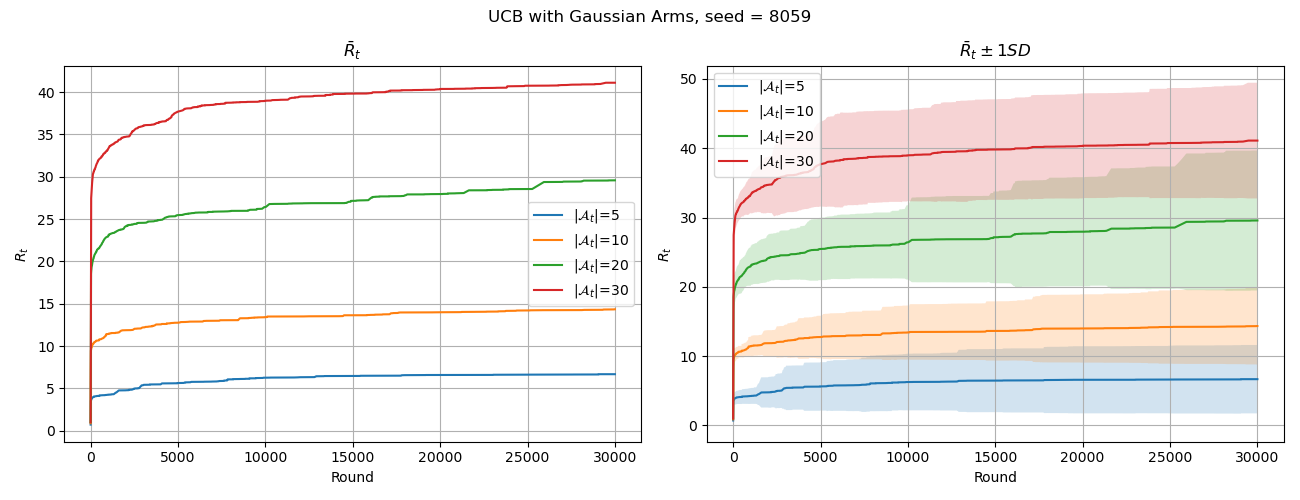 UCB with Gaussian Arms, seed = 8059
R̄ₜ
Rₜ
40
35
30
25
20
15
10
5
0
|𝒜ₜ|=5
|𝒜ₜ|=10
|𝒜ₜ|=20
|𝒜ₜ|=30
0 5000 10000 15000 20000 25000 30000
Round
R̄ₜ ± 1SD
Rₜ
50
40
30
20
10
0
|𝒜ₜ|=5
|𝒜ₜ|=10
|𝒜ₜ|=20
|𝒜ₜ|=30
0 5000 10000 15000 20000 25000 30000
Round